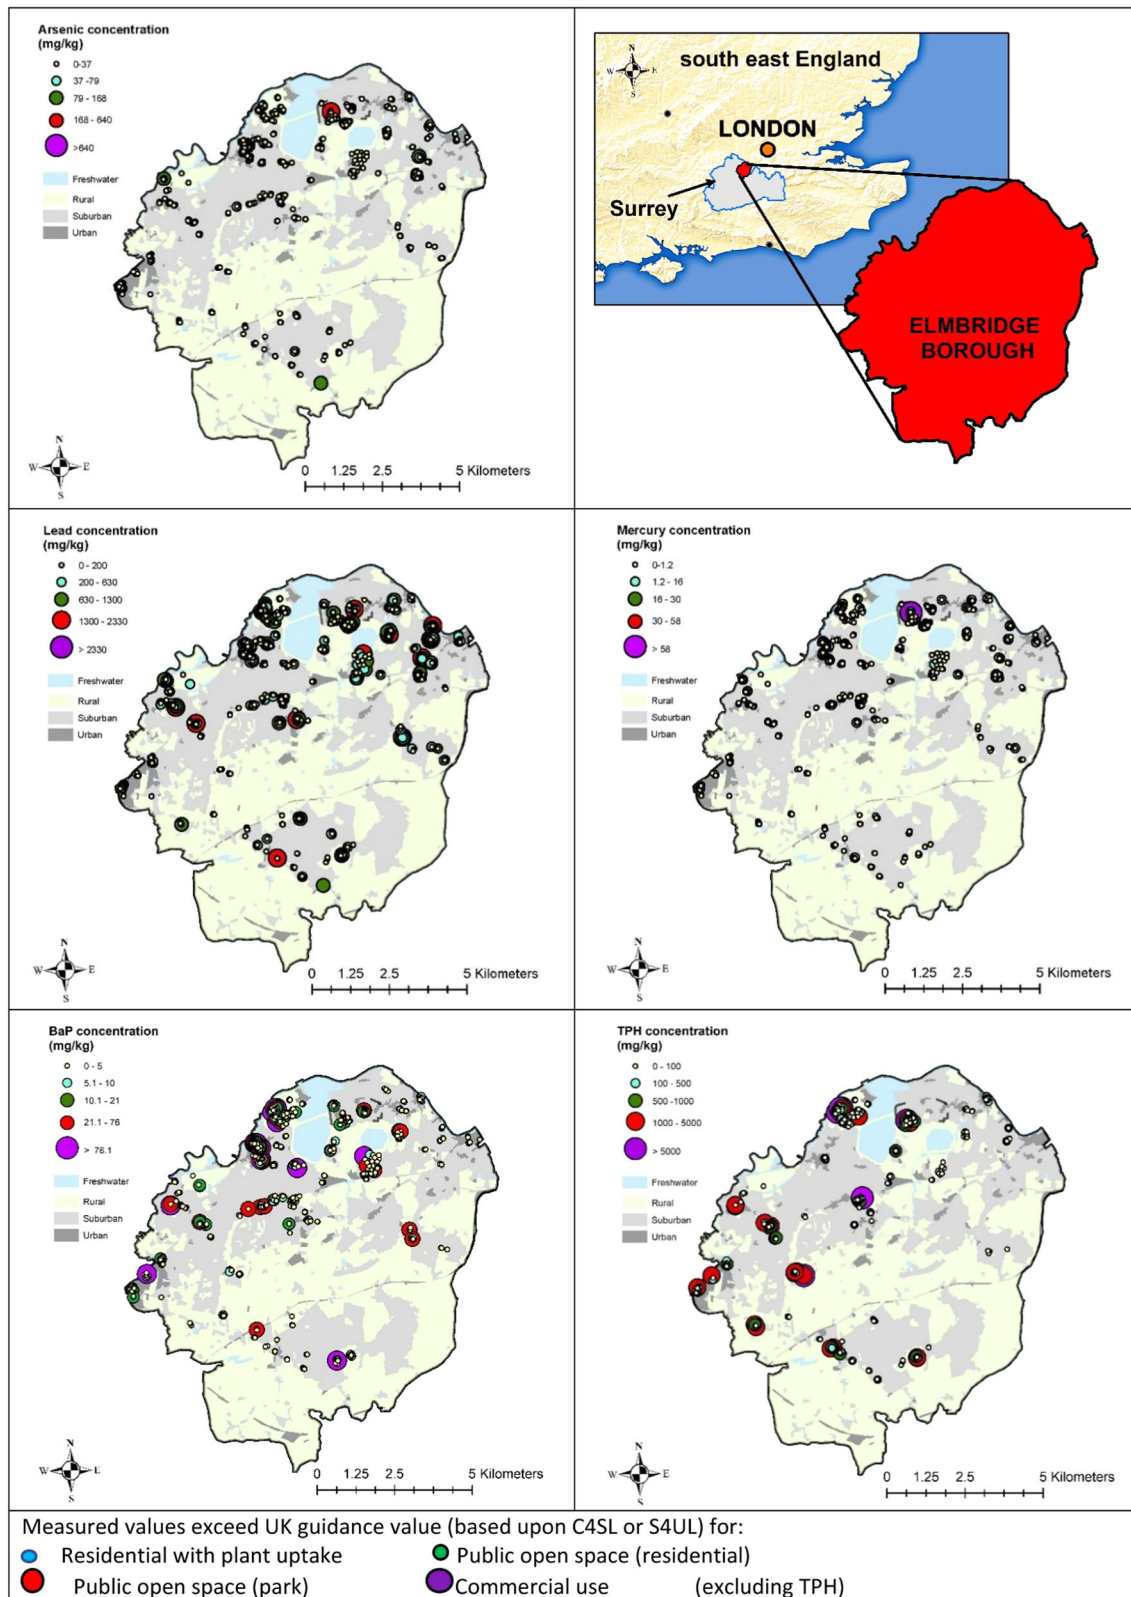 Arsenic concentration
(mg/kg)
0-37
37 -79
79 - 168
168 - 640
>640
Freshwater
Rural
Suburban
Urban
N
W E
S
0 1.25 2.5 5 Kilometers
N
W E
S
south east England
LONDON
Surrey
ELMBRIDGE
BOROUGH
Lead concentration
(mg/kg)
0 - 200
200 - 630
630 - 1300
1300 - 2330
> 2330
Freshwater
Rural
Suburban
Urban
N
W E
S
0 1.25 2.5 5 Kilometers
Mercury concentration
(mg/kg)
0-1.2
1.2 - 16
16 - 30
30 - 58
> 58
Freshwater
Rural
Suburban
Urban
N
W E
S
0 1.25 2.5 5 Kilometers
BaP concentration
(mg/kg)
0 - 5
5.1 - 10
10.1 - 21
21.1 - 76
> 76.1
Freshwater
Rural
Suburban
Urban
N
W E
S
0 1.25 2.5 5 Kilometers
TPH concentration
(mg/kg)
0 - 100
100 - 500
500 -1000
1000 - 5000
> 5000
Freshwater
Rural
Suburban
Urban
N
W E
S
0 1.25 2.5 5 Kilometers
Measured values exceed UK guidance value (based upon C4SL or S4UL) for:
Residential with plant uptake Public open space (residential)
Public open space (park) Commercial use (excluding TPH)